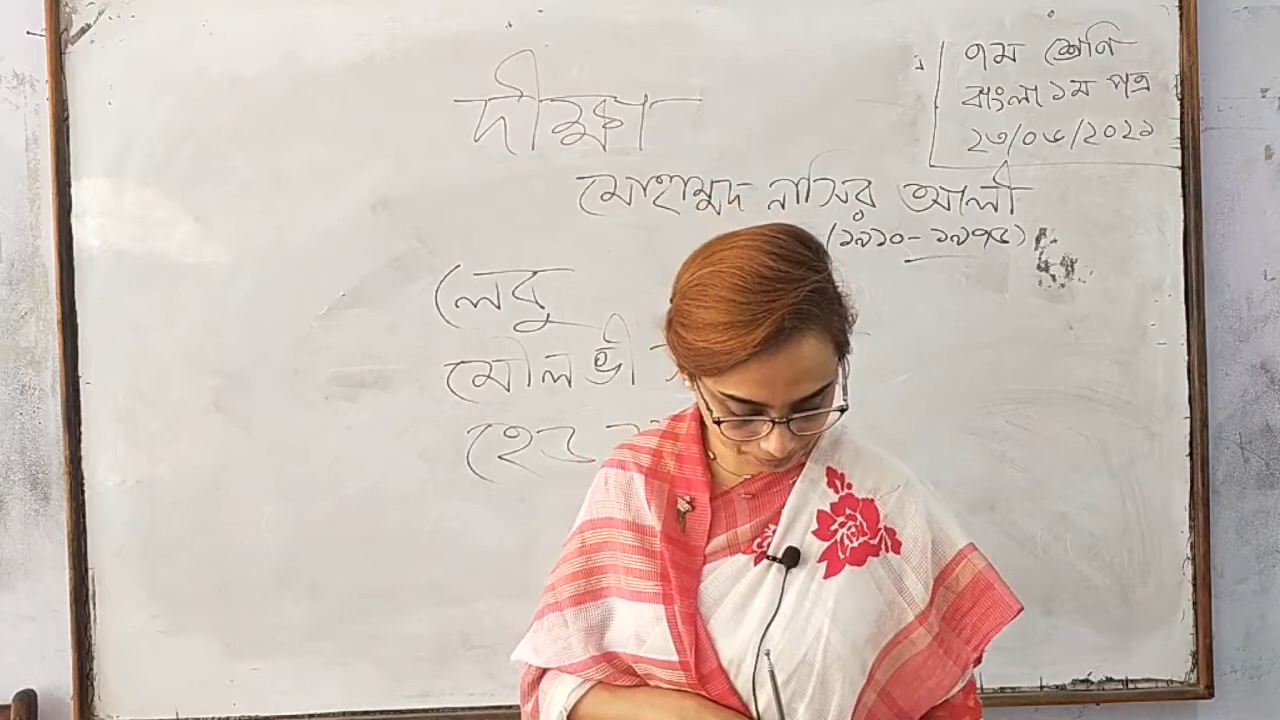 ৭ম শ্রেণি
বাংলা ১ম পত্র
২৩/০৬/২০২১
দীক্ষা
মোহাম্মদ নাসির আলী
(১৯১০-১৯৭৫)
লেবু
মৌলভী
হেড